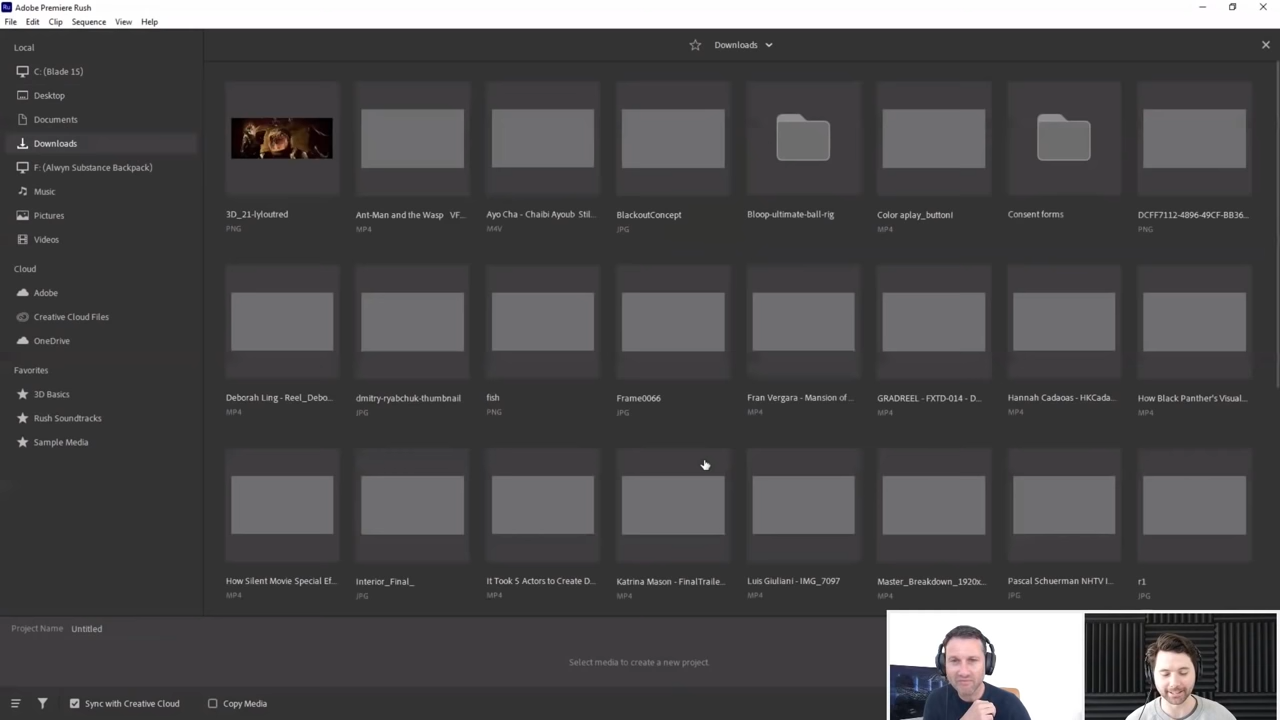 Ru Adobe Premiere Rush
File Edit Clip Sequence View Help
Local
C: (Blade 15)
Desktop
Documents
Downloads
F: (Alwyn Substance Backpack)
Music
Pictures
Videos
Cloud
Adobe
Creative Cloud Files
OneDrive
Favorites
3D Basics
Rush Soundtracks
Sample Media
Downloads
3D_21-lyloutred
PNG
Ant-Man and the Wasp VF...
MP4
Ayo Cha - Chaibi Ayoub Stil...
M4V
BlackoutConcept
JPG
Bloop-ultimate-ball-rig
Color aplay_button!
MP4
Consent forms
DCFF7112-4896-49CF-BB36...
PNG
Deborah Ling - Reel_Debo...
MP4
dmitry-ryabchuk-thumbnail
JPG
fish
PNG
Frame0066
JPG
Fran Vergara - Mansion of ...
MP4
GRADREEL - FXTD-014 - D...
MP4
Hannah Cadaoas - HKCada...
MP4
How Black Panther's Visual...
MP4
How Silent Movie Special Ef...
MP4
Interior_Final_
JPG
It Took 5 Actors to Create D...
MP4
Katrina Mason - FinalTraile...
MP4
Luis Giuliani - IMG_7097
MP4
Master_Breakdown_1920x...
MP4
Pascal Schuerman NHTV I...
JPG
r1
JPG
Project Name Untitled
Select media to create a new project.
Sync with Creative Cloud Copy Media